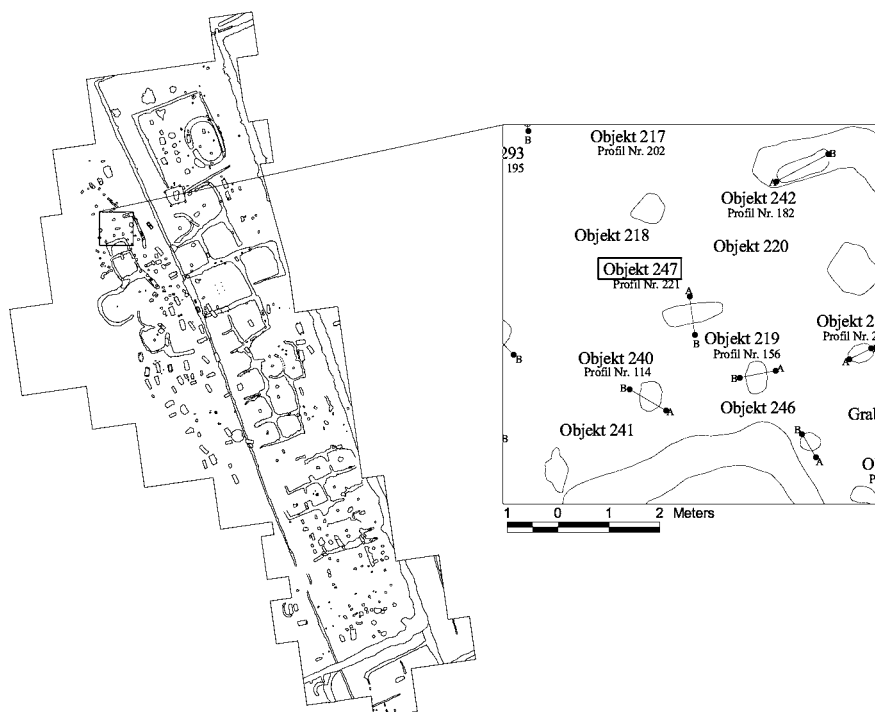 B
Objekt 217
Profil Nr. 202
293
195
A
B
Objekt 242
Profil Nr. 182
Objekt 218
Objekt 220
Objekt 247
Profil Nr. 221
A
B
Objekt 219
Profil Nr. 156
Objekt 240
Profil Nr. 114
B
A
B
A
B
A
B
Objekt 246
Objekt 241
Grab
B
A
B
O
P
1 0 1 2 Meters